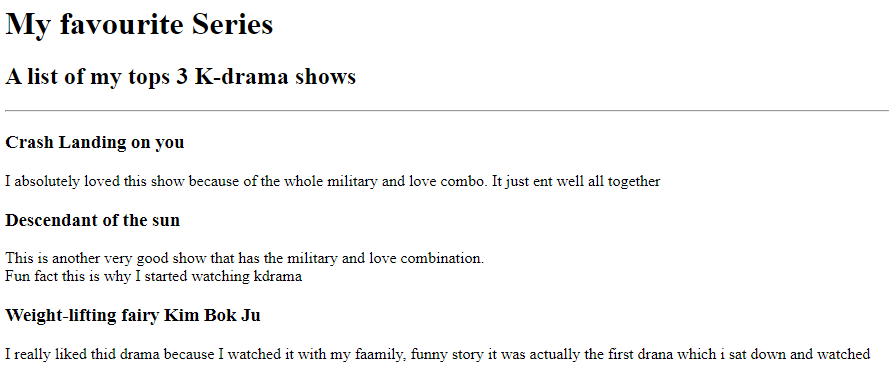 My favourite Series
A list of my tops 3 K-drama shows
Crash Landing on you
I absolutely loved this show because of the whole military and love combo. It just ent well all together
Descendant of the sun
This is another very good show that has the military and love combination.
Fun fact this is why I started watching kdrama
Weight-lifting fairy Kim Bok Ju
I really liked thid drama because I watched it with my faamily, funny story it was actually the first drana which i sat down and watched